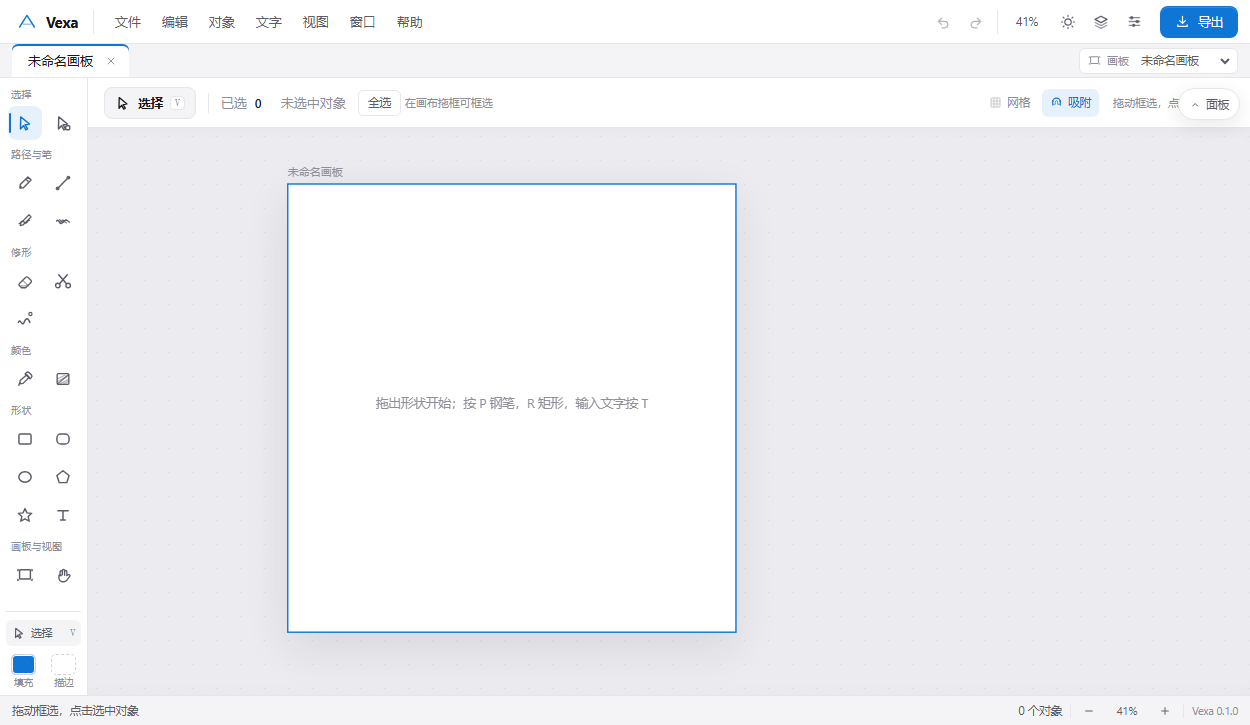 Vexa 文件 编辑 对象 文字 视图 窗口 帮助 41% 导出
未命名画板 × 画板 未命名画板
选择 V 已选 0 未选中对象 全选 在画布拖框可框选 网格 吸附 拖动框选，点 面板
选择
路径与笔
修形
颜色
形状
画板与视图
选择 V
填充 描边
未命名画板
拖出形状开始；按 P 钢笔，R 矩形，输入文字按 T
拖动框选，点击选中对象 0 个对象 − 41% + Vexa 0.1.0